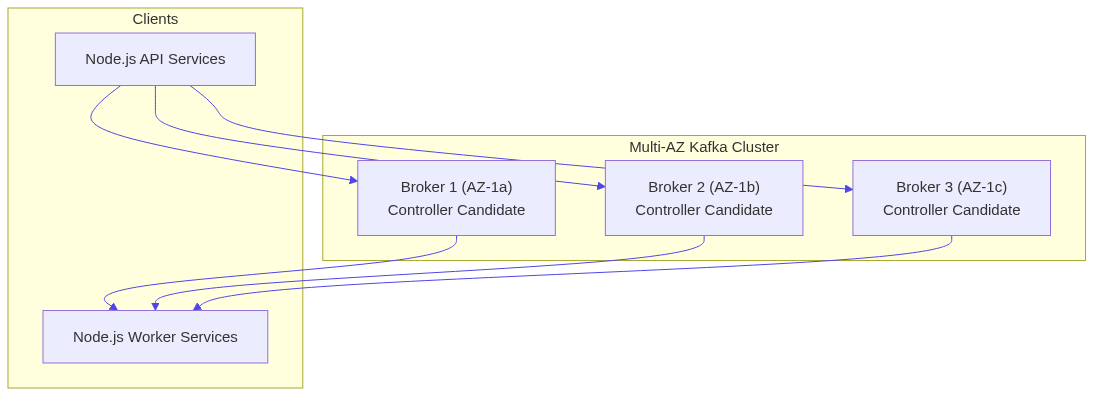 Clients
Node.js API Services
Multi-AZ Kafka Cluster
Broker 1 (AZ-1a)
Controller Candidate
Broker 2 (AZ-1b)
Controller Candidate
Broker 3 (AZ-1c)
Controller Candidate
Node.js Worker Services